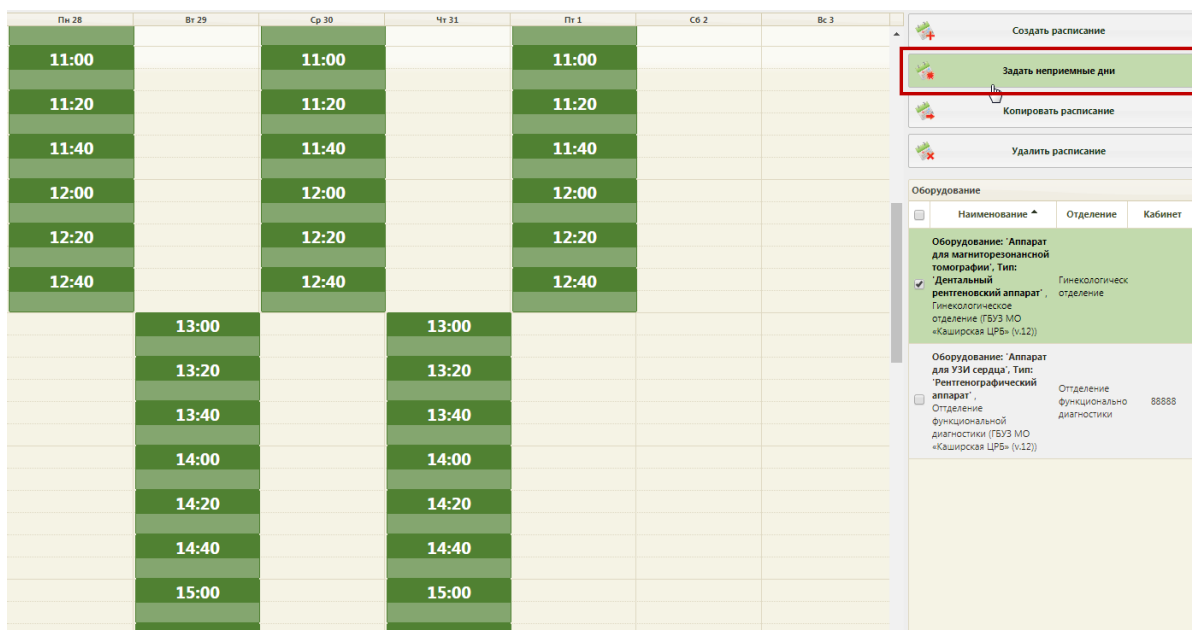 Пн 28 Вт 29 Ср 30 Чт 31 Пт 1 Сб 2 Вс 3
11:00 11:00 11:00
11:20 11:20 11:20
11:40 11:40 11:40
12:00 12:00 12:00
12:20 12:20 12:20
12:40 12:40 12:40
13:00 13:00
13:20 13:20
13:40 13:40
14:00 14:00
14:20 14:20
14:40 14:40
15:00 15:00
Создать расписание
Задать неприемные дни
Копировать расписание
Удалить расписание
Оборудование
Наименование Отделение Кабинет
Оборудование: 'Аппарат
для магниторезонансной
томографии', Тип:
'Дентальный
рентгеновский аппарат' ,
Гинекологическое
отделение (ГБУЗ МО
«Каширская ЦРБ» (v.12))
Гинекологическ
отделение
Оборудование: 'Аппарат
для УЗИ сердца', Тип:
'Рентгенографический
аппарат' ,
Оттделение
функциональной
диагностики (ГБУЗ МО
«Каширская ЦРБ» (v.12))
Оттделение
функционально
диагностики
88888